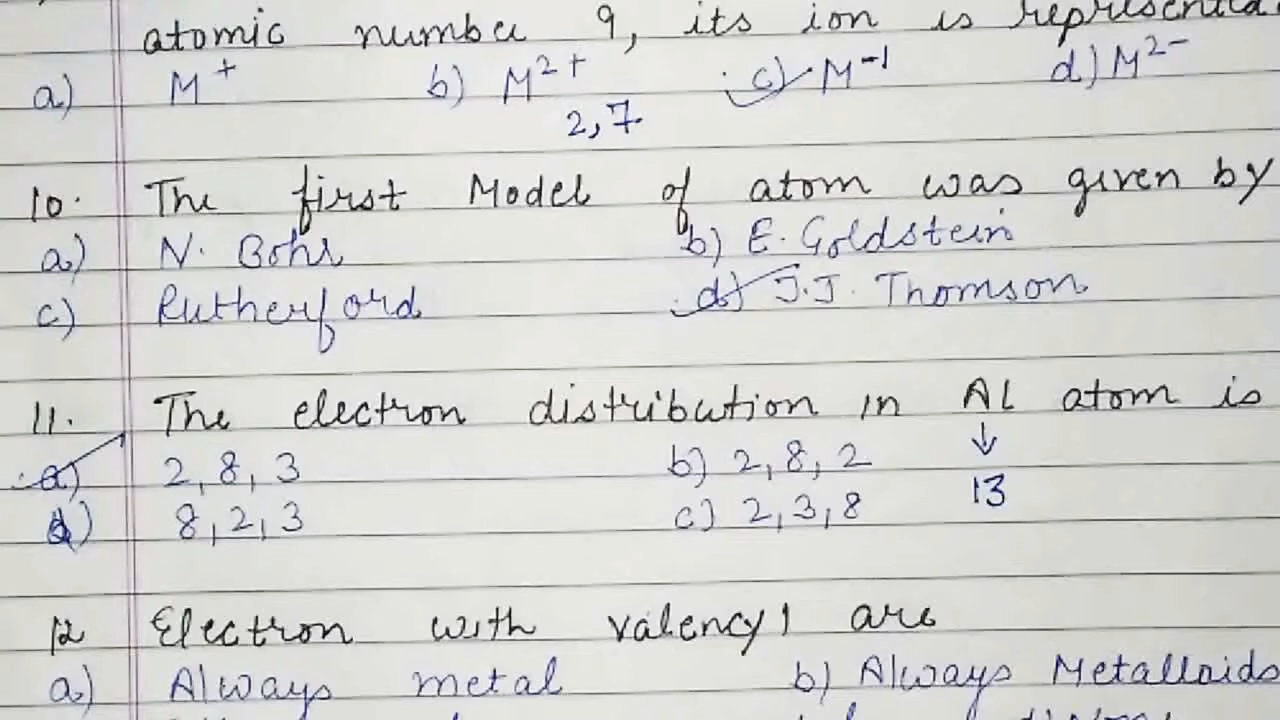 atomic number 9, its ion is represented
a) M+ b) M2+ c) M-1 d) M2-
2,7
10. The first Model of atom was given by
a) N. Bohr b) E. Goldstein
c) Rutherford d) J.J. Thomson
11. The electron distribution in Al atom is
a) 2, 8, 3 b) 2, 8, 2 ↓
8, 2, 3 c) 2, 3, 8 13
12 Electron with valency 1 are
a) Always metal b) Always Metalloids